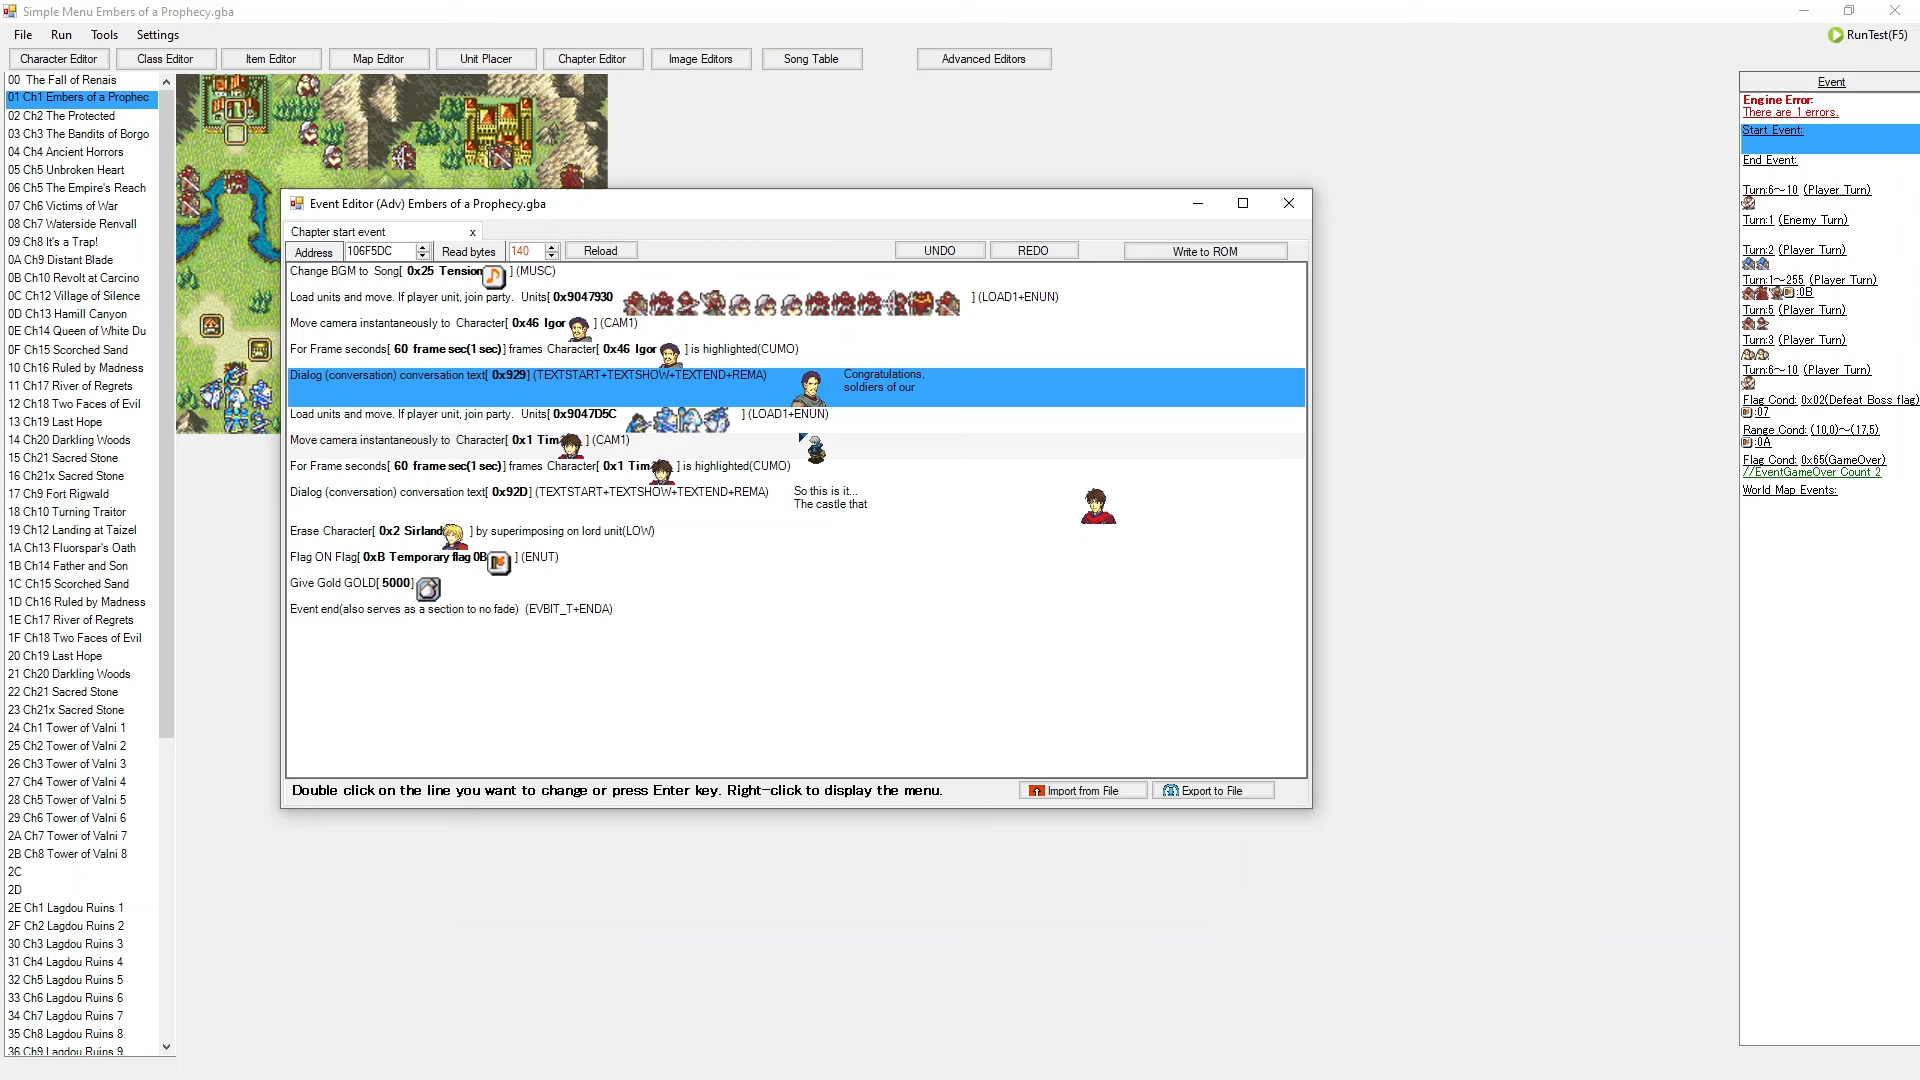 Simple Menu Embers of a Prophecy.gba
File Run Tools Settings
RunTest(F5)
Character Editor Class Editor Item Editor Map Editor Unit Placer Chapter Editor Image Editors Song Table Advanced Editors
00 The Fall of Renais
01 Ch1 Embers of a Prophec
02 Ch2 The Protected
03 Ch3 The Bandits of Borgo
04 Ch4 Ancient Horrors
05 Ch5 Unbroken Heart
06 Ch5 The Empire's Reach
07 Ch6 Victims of War
08 Ch7 Waterside Renvall
09 Ch8 It's a Trap!
0A Ch9 Distant Blade
0B Ch10 Revolt at Carcino
0C Ch12 Village of Silence
0D Ch13 Hamill Canyon
0E Ch14 Queen of White Du
0F Ch15 Scorched Sand
10 Ch16 Ruled by Madness
11 Ch17 River of Regrets
12 Ch18 Two Faces of Evil
13 Ch19 Last Hope
14 Ch20 Darkling Woods
15 Ch21 Sacred Stone
16 Ch21x Sacred Stone
17 Ch9 Fort Rigwald
18 Ch10 Turning Traitor
19 Ch12 Landing at Taizel
1A Ch13 Fluorspar's Oath
1B Ch14 Father and Son
1C Ch15 Scorched Sand
1D Ch16 Ruled by Madness
1E Ch17 River of Regrets
1F Ch18 Two Faces of Evil
20 Ch19 Last Hope
21 Ch20 Darkling Woods
22 Ch21 Sacred Stone
23 Ch21x Sacred Stone
24 Ch1 Tower of Valni 1
25 Ch2 Tower of Valni 2
26 Ch3 Tower of Valni 3
27 Ch4 Tower of Valni 4
28 Ch5 Tower of Valni 5
29 Ch6 Tower of Valni 6
2A Ch7 Tower of Valni 7
2B Ch8 Tower of Valni 8
2C
2D
2E Ch1 Lagdou Ruins 1
2F Ch2 Lagdou Ruins 2
30 Ch3 Lagdou Ruins 3
31 Ch4 Lagdou Ruins 4
32 Ch5 Lagdou Ruins 5
33 Ch6 Lagdou Ruins 6
34 Ch7 Lagdou Ruins 7
35 Ch8 Lagdou Ruins 8
36 Ch9 Lagdou Ruins 9
Event Editor (Adv) Embers of a Prophecy.gba
Chapter start event x
Address 106F5DC Read bytes 140 Reload UNDO REDO Write to ROM
Change BGM to Song[ 0x25 Tension ] (MUSC)
Load units and move. If player unit, join party. Units[ 0x9047930 ] (LOAD1+ENUN)
Move camera instantaneously to Character[ 0x46 Igor ] (CAM1)
For Frame seconds[ 60 frame sec(1 sec)] frames Character[ 0x46 Igor ] is highlighted(CUMO)
Dialog (conversation) conversation text[ 0x929] (TEXTSTART+TEXTSHOW+TEXTEND+REMA) Congratulations,
soldiers of our
Load units and move. If player unit, join party. Units[ 0x9047D5C ] (LOAD1+ENUN)
Move camera instantaneously to Character[ 0x1 Tim ] (CAM1)
For Frame seconds[ 60 frame sec(1 sec)] frames Character[ 0x1 Tim ] is highlighted(CUMO)
Dialog (conversation) conversation text[ 0x92D] (TEXTSTART+TEXTSHOW+TEXTEND+REMA) So this is it...
The castle that
Erase Character[ 0x2 Sirland ] by superimposing on lord unit(LOW)
Flag ON Flag[ 0xB Temporary flag 0B ] (ENUT)
Give Gold GOLD[ 5000]
Event end(also serves as a section to no fade) (EVBIT_T+ENDA)
Double click on the line you want to change or press Enter key. Right-click to display the menu.
Import from File Export to File
Event
Engine Error:
There are 1 errors.
Start Event:
End Event:
Turn:6～10 (Player Turn)
Turn:1 (Enemy Turn)
Turn:2 (Player Turn)
Turn:1～255 (Player Turn)
:0B
Turn:5 (Player Turn)
Turn:3 (Player Turn)
Turn:6～10 (Player Turn)
Flag Cond: 0x02(Defeat Boss flag)
:07
Range Cond: (10,0)～(17,5)
:0A
Flag Cond: 0x65(GameOver)
//EventGameOver Count 2
World Map Events: